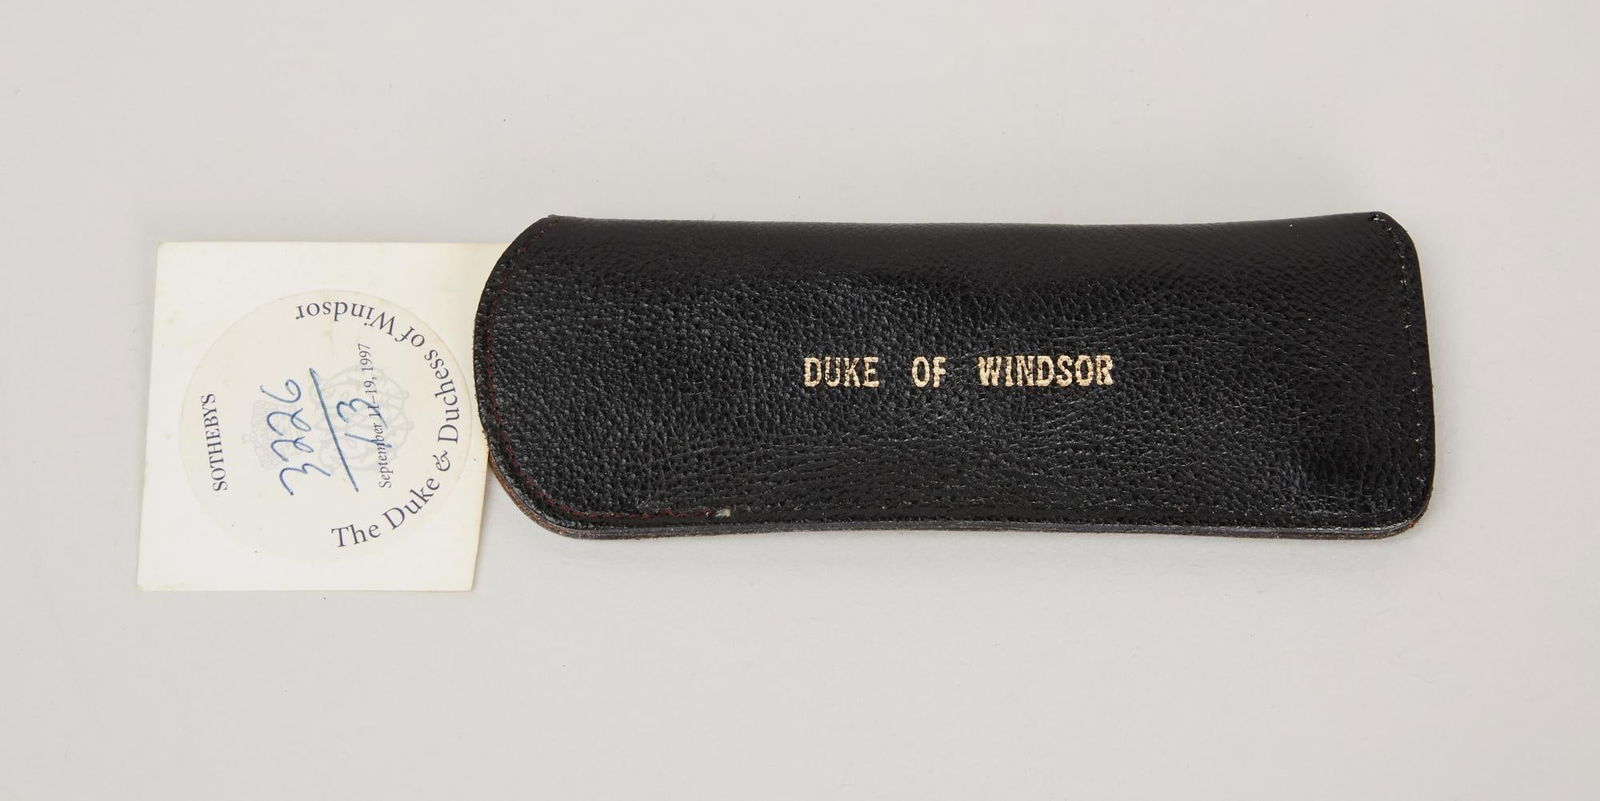 SOTHEBY'S
3226
13
September 11-19, 1997
The Duke & Duchess of Windsor
DUKE OF WINDSOR